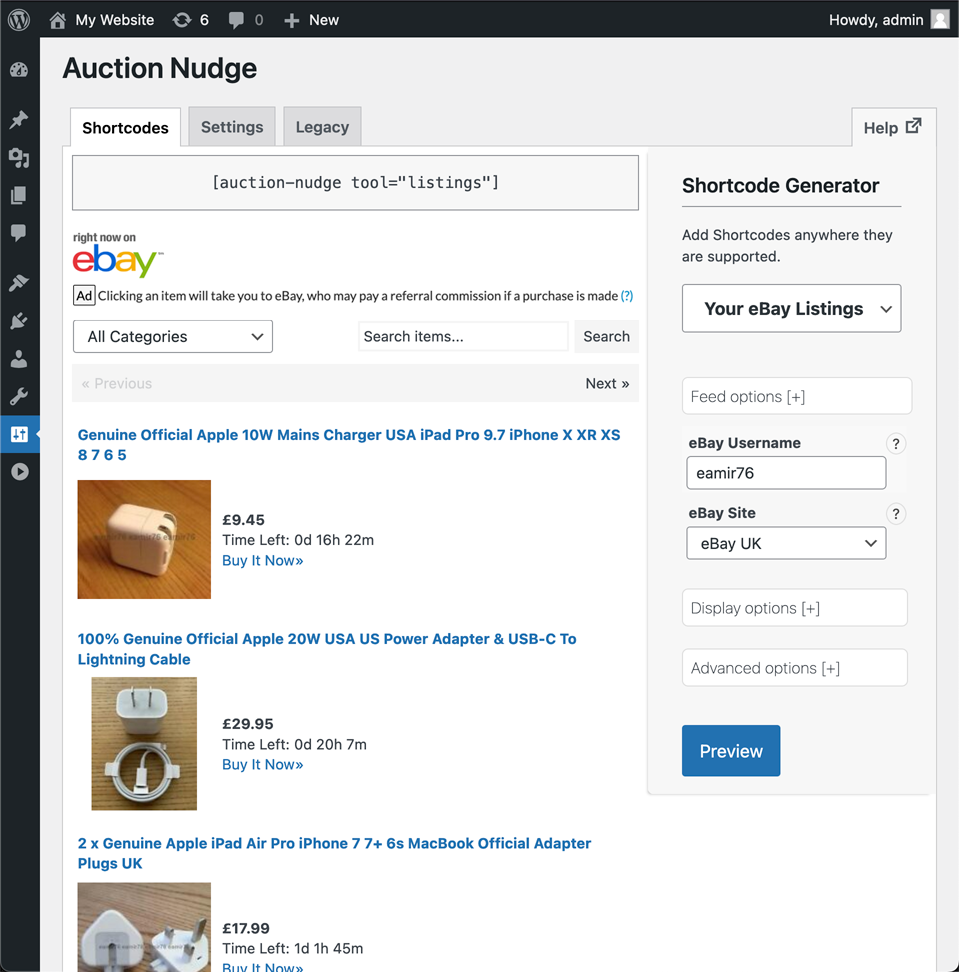 My Website 6 0 New Howdy, admin
Auction Nudge
Shortcodes Settings Legacy Help
[auction-nudge tool="listings"]
right now on
ebay™
Ad Clicking an item will take you to eBay, who may pay a referral commission if a purchase is made (?)
All Categories Search items... Search
« Previous Next »
Genuine Official Apple 10W Mains Charger USA iPad Pro 9.7 iPhone X XR XS
8 7 6 5
eamir76
£9.45
Time Left: 0d 16h 22m
Buy It Now»
100% Genuine Official Apple 20W USA US Power Adapter & USB-C To
Lightning Cable
£29.95
Time Left: 0d 20h 7m
Buy It Now»
2 x Genuine Apple iPad Air Pro iPhone 7 7+ 6s MacBook Official Adapter
Plugs UK
eamir76 eamir76
£17.99
Time Left: 1d 1h 45m
Buy It Now»
Shortcode Generator
Add Shortcodes anywhere they
are supported.
Your eBay Listings
Feed options [+]
eBay Username ?
eamir76
eBay Site ?
eBay UK
Display options [+]
Advanced options [+]
Preview